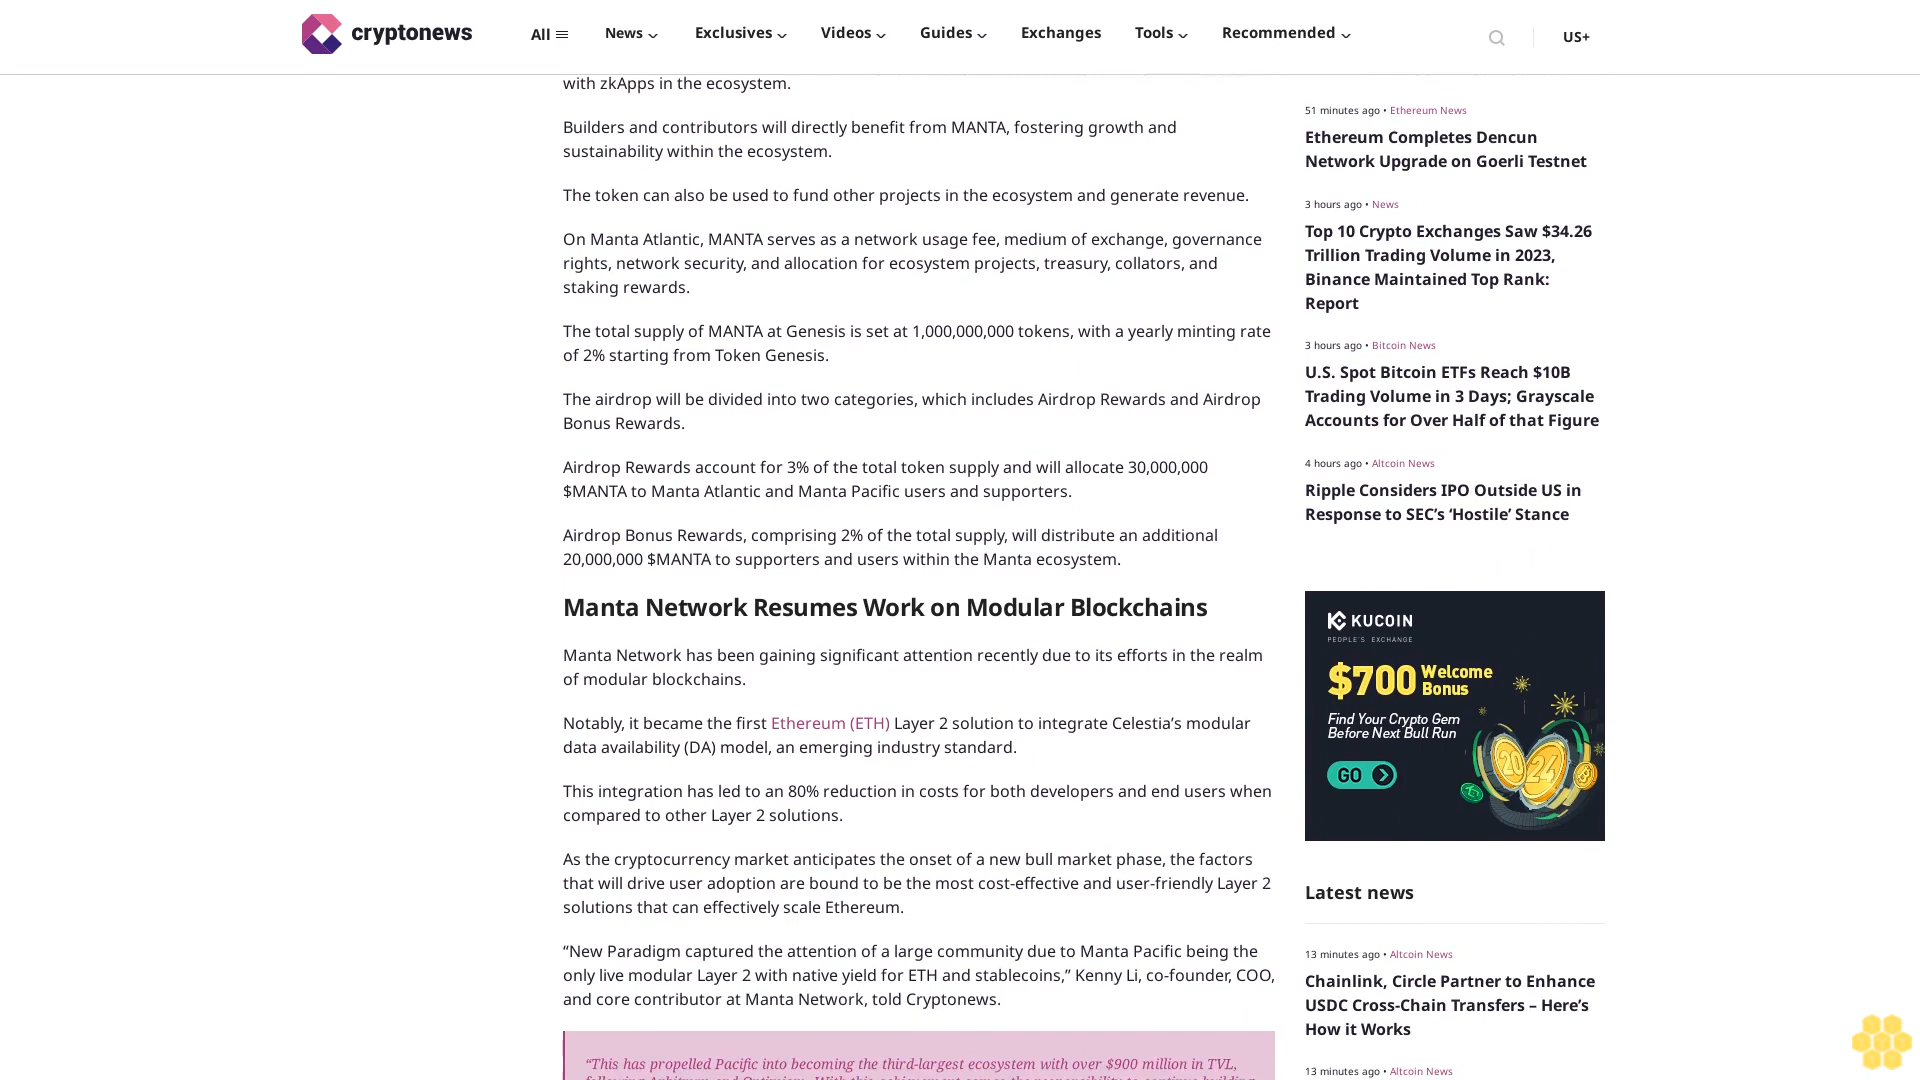 cryptonews
All
News
Exclusives
Videos
Guides
Exchanges
Tools
Recommended
US+
with zkApps in the ecosystem.
Builders and contributors will directly benefit from MANTA, fostering growth and
sustainability within the ecosystem.
The token can also be used to fund other projects in the ecosystem and generate revenue.
On Manta Atlantic, MANTA serves as a network usage fee, medium of exchange, governance
rights, network security, and allocation for ecosystem projects, treasury, collators, and
staking rewards.
The total supply of MANTA at Genesis is set at 1,000,000,000 tokens, with a yearly minting rate
of 2% starting from Token Genesis.
The airdrop will be divided into two categories, which includes Airdrop Rewards and Airdrop
Bonus Rewards.
Airdrop Rewards account for 3% of the total token supply and will allocate 30,000,000
$MANTA to Manta Atlantic and Manta Pacific users and supporters.
Airdrop Bonus Rewards, comprising 2% of the total supply, will distribute an additional
20,000,000 $MANTA to supporters and users within the Manta ecosystem.
Manta Network Resumes Work on Modular Blockchains
Manta Network has been gaining significant attention recently due to its efforts in the realm
of modular blockchains.
Notably, it became the first Ethereum (ETH) Layer 2 solution to integrate Celestia’s modular
data availability (DA) model, an emerging industry standard.
This integration has led to an 80% reduction in costs for both developers and end users when
compared to other Layer 2 solutions.
As the cryptocurrency market anticipates the onset of a new bull market phase, the factors
that will drive user adoption are bound to be the most cost-effective and user-friendly Layer 2
solutions that can effectively scale Ethereum.
“New Paradigm captured the attention of a large community due to Manta Pacific being the
only live modular Layer 2 with native yield for ETH and stablecoins,” Kenny Li, co-founder, COO,
and core contributor at Manta Network, told Cryptonews.
“This has propelled Pacific into becoming the third-largest ecosystem with over $900 million in TVL,
51 minutes ago • Ethereum News
Ethereum Completes Dencun
Network Upgrade on Goerli Testnet
3 hours ago • News
Top 10 Crypto Exchanges Saw $34.26
Trillion Trading Volume in 2023,
Binance Maintained Top Rank:
Report
3 hours ago • Bitcoin News
U.S. Spot Bitcoin ETFs Reach $10B
Trading Volume in 3 Days; Grayscale
Accounts for Over Half of that Figure
4 hours ago • Altcoin News
Ripple Considers IPO Outside US in
Response to SEC’s ‘Hostile’ Stance
KUCOIN
PEOPLE'S EXCHANGE
$700 Welcome
Bonus
Find Your Crypto Gem
Before Next Bull Run
GO
20 24
Latest news
13 minutes ago • Altcoin News
Chainlink, Circle Partner to Enhance
USDC Cross-Chain Transfers – Here’s
How it Works
13 minutes ago • Altcoin News